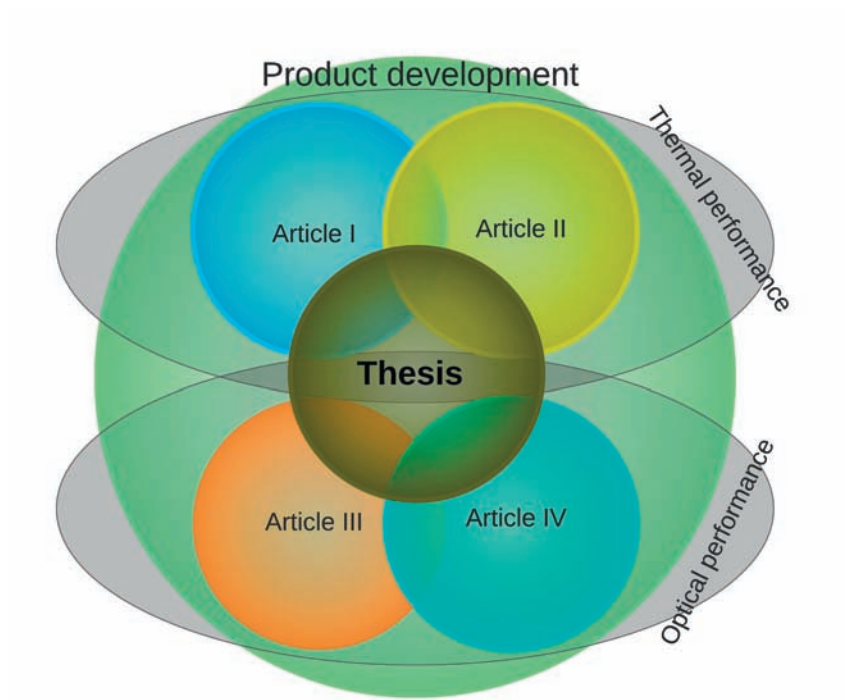 Product development
Thermal performance
Article I
Article II
Thesis
Article III
Article IV
Optical performance